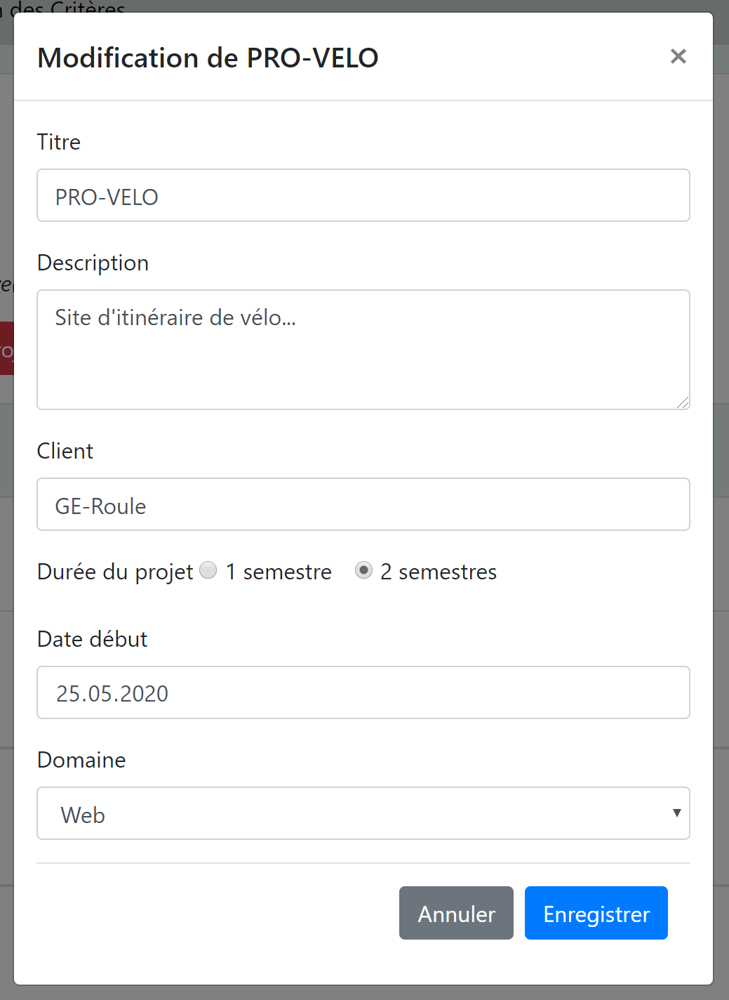 des Critères
Modification de PRO-VELO ×
Titre
PRO-VELO
Description
Site d'itinéraire de vélo...
Client
GE-Roule
Durée du projet 1 semestre 2 semestres
Date début
25.05.2020
Domaine
Web
Annuler Enregistrer